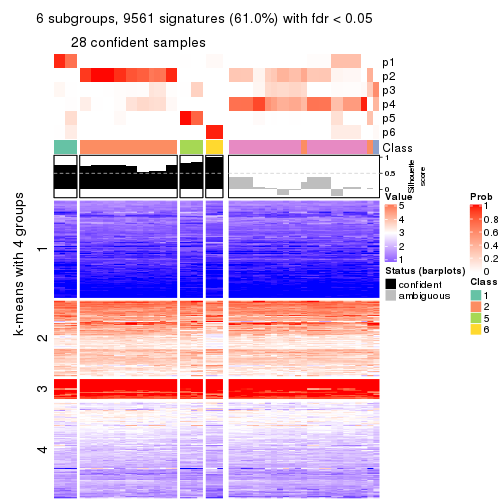 6 subgroups, 9561 signatures (61.0%) with fdr < 0.05
28 confident samples
p1
p2
p3
p4
p5
p6
Class
1
0.5
0
Silhouette
score
k-means with 4 groups
1
2
3
4
Value
5
4
3
2
1
Status (barplots)
confident
ambiguous
Prob
1
0.8
0.6
0.4
0.2
0
Class
1
2
5
6